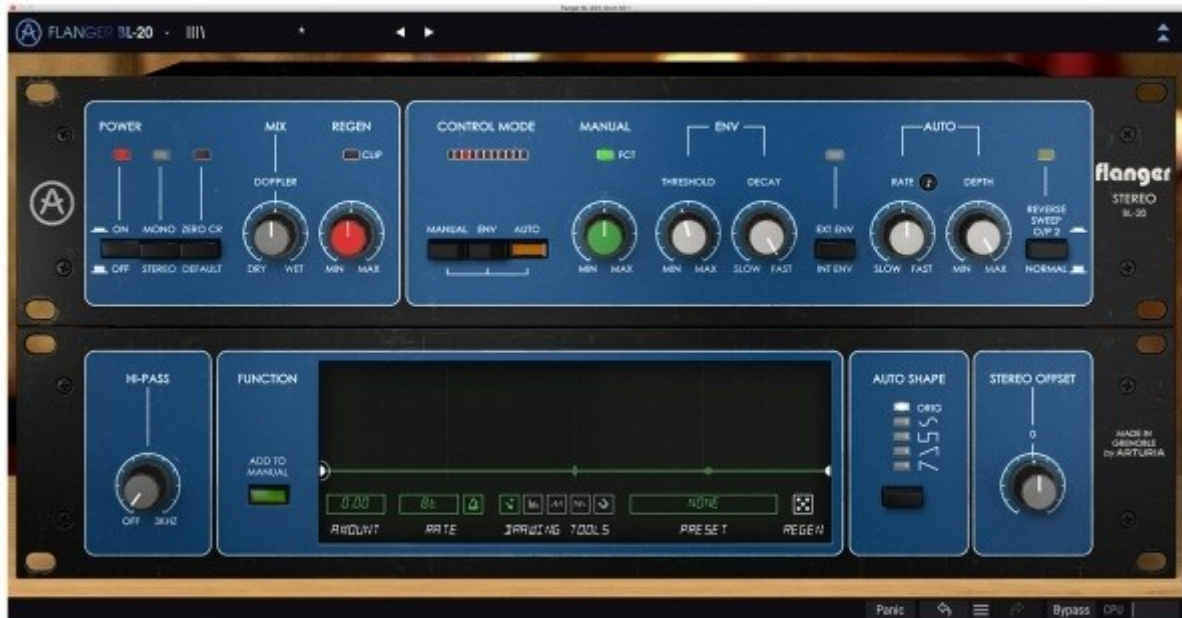 FLANGER BL-20
POWER
MIX
REGEN
CLIP
DOPPLER
ON MONO ZERO CR
OFF STEREO DEFAULT
DRY WET
MIN MAX
CONTROL MODE
MANUAL
FCT
ENV
AUTO
THRESHOLD
DECAY
RATE
DEPTH
MANUAL ENV AUTO
MIN MAX
MIN MAX
SLOW FAST
EXT ENV
INT ENV
SLOW FAST
MIN MAX
REVERSE
SWEEP
O/P 2
NORMAL
flanger
STEREO
BL-20
HI-PASS
OFF 3KHZ
FUNCTION
ADD TO
MANUAL
0.00
8t
NONE
AMOUNT
RATE
DRAWING TOOLS
PRESET
REGEN
AUTO SHAPE
ORIG
STEREO OFFSET
0
MADE IN
GRENOBLE
by ARTURIA
Panic
Bypass
CPU